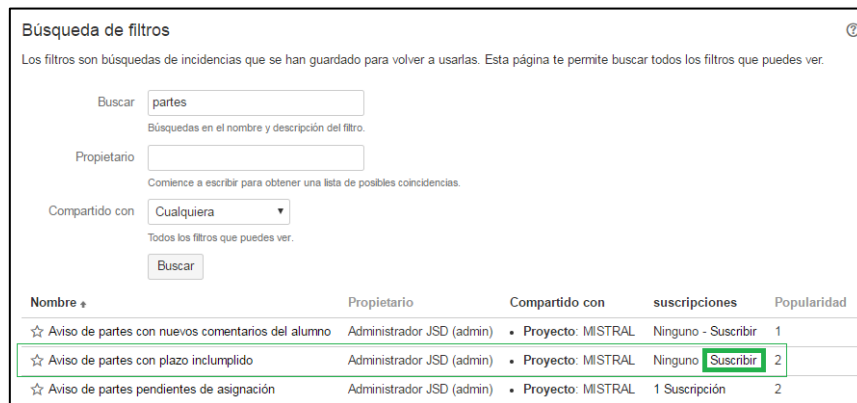 Búsqueda de filtros
Los filtros son búsquedas de incidencias que se han guardado para volver a usarlas. Esta página te permite buscar todos los filtros que puedes ver.
Buscar partes
Búsquedas en el nombre y descripción del filtro.
Propietario
Comience a escribir para obtener una lista de posibles coincidencias.
Compartido con Cualquiera
Todos los filtros que puedes ver.
Buscar
Nombre Propietario Compartido con suscripciones Popularidad
Aviso de partes con nuevos comentarios del alumno Administrador JSD (admin) • Proyecto: MISTRAL Ninguno - Suscribir 1
Aviso de partes con plazo inclumplido Administrador JSD (admin) • Proyecto: MISTRAL Ninguno Suscribir 2
Aviso de partes pendientes de asignación Administrador JSD (admin) • Proyecto: MISTRAL 1 Suscripción 2